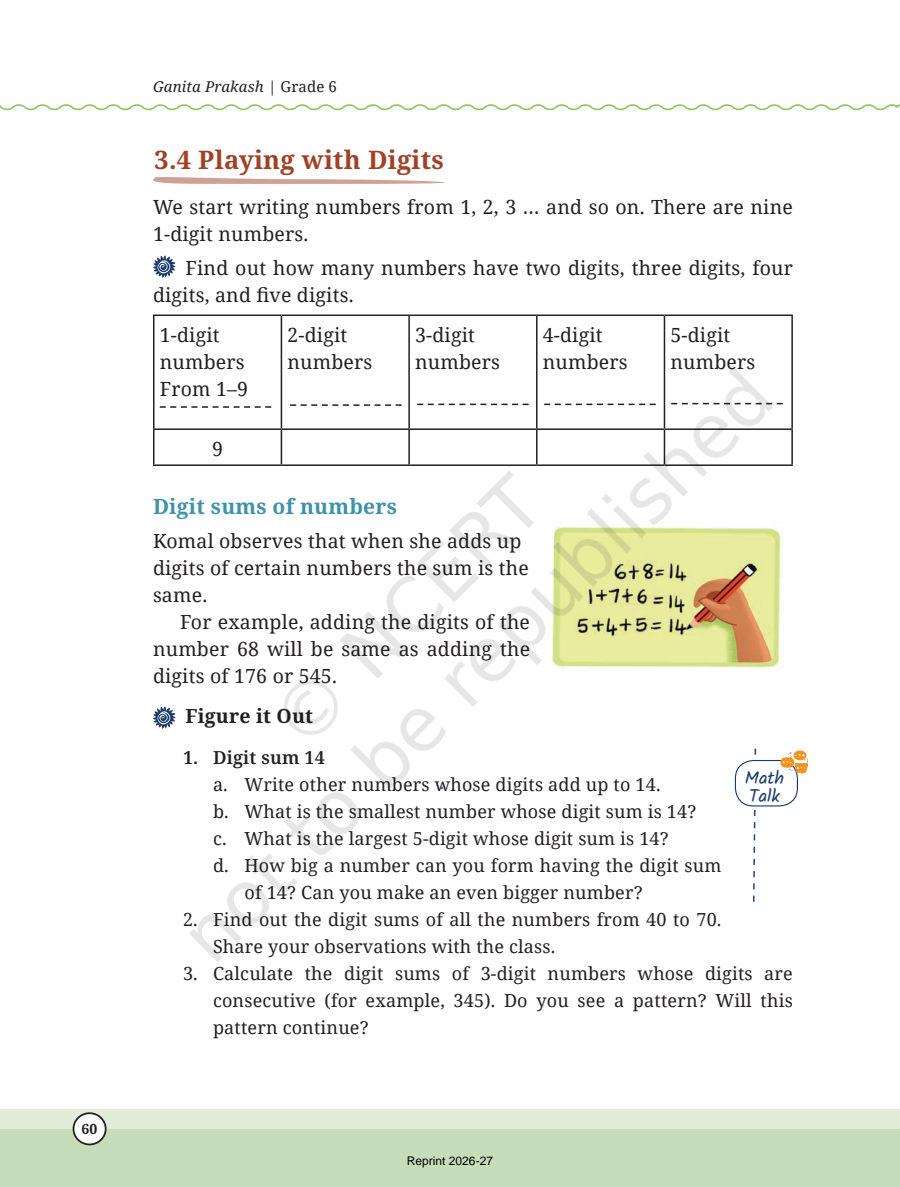 Ganita Prakash | Grade 6
3.4 Playing with Digits
We start writing numbers from 1, 2, 3 ... and so on. There are nine
1-digit numbers.
Find out how many numbers have two digits, three digits, four
digits, and five digits.
1-digit numbers From 1–9 2-digit numbers 3-digit numbers 4-digit numbers 5-digit numbers
9
Digit sums of numbers
Komal observes that when she adds up
digits of certain numbers the sum is the
same.
For example, adding the digits of the
number 68 will be same as adding the
digits of 176 or 545.
6+8=14
1+7+6=14
5+4+5=14
Figure it Out
1. Digit sum 14
a. Write other numbers whose digits add up to 14.
b. What is the smallest number whose digit sum is 14?
c. What is the largest 5-digit whose digit sum is 14?
d. How big a number can you form having the digit sum
of 14? Can you make an even bigger number?
Math
Talk
2. Find out the digit sums of all the numbers from 40 to 70.
Share your observations with the class.
3. Calculate the digit sums of 3-digit numbers whose digits are
consecutive (for example, 345). Do you see a pattern? Will this
pattern continue?
© NCERT
not to be republished
60
Reprint 2026-27